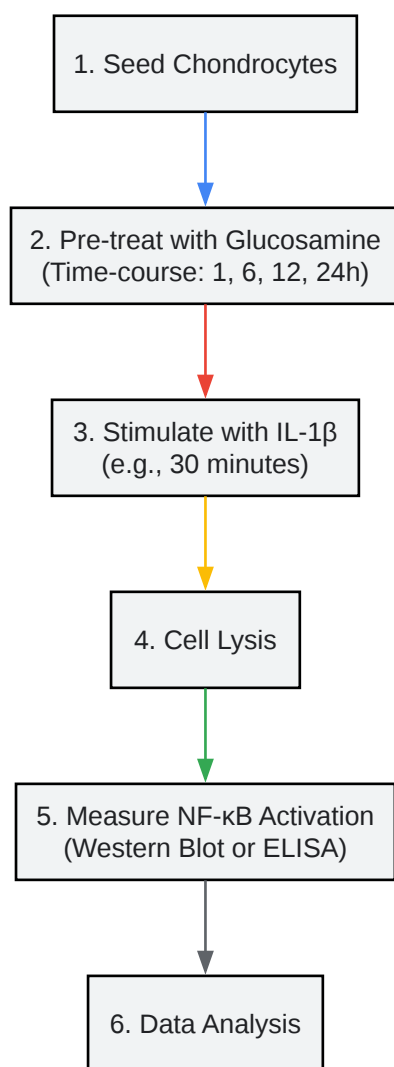 1. Seed Chondrocytes
2. Pre-treat with Glucosamine
(Time-course: 1, 6, 12, 24h)
3. Stimulate with IL-1β
(e.g., 30 minutes)
4. Cell Lysis
5. Measure NF-κB Activation
(Western Blot or ELISA)
6. Data Analysis